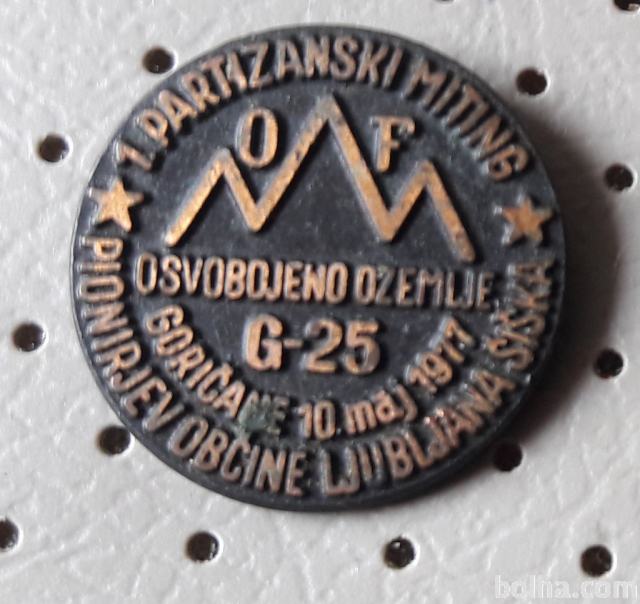 1. PARTIZANSKI MITING
PIONIRJEV OBČINE LJUBLJANA ŠIŠKA
O F
OSVOBOJENO OZEMLJE
G-25
GORIČANE 10. maj 1977
bolha.com